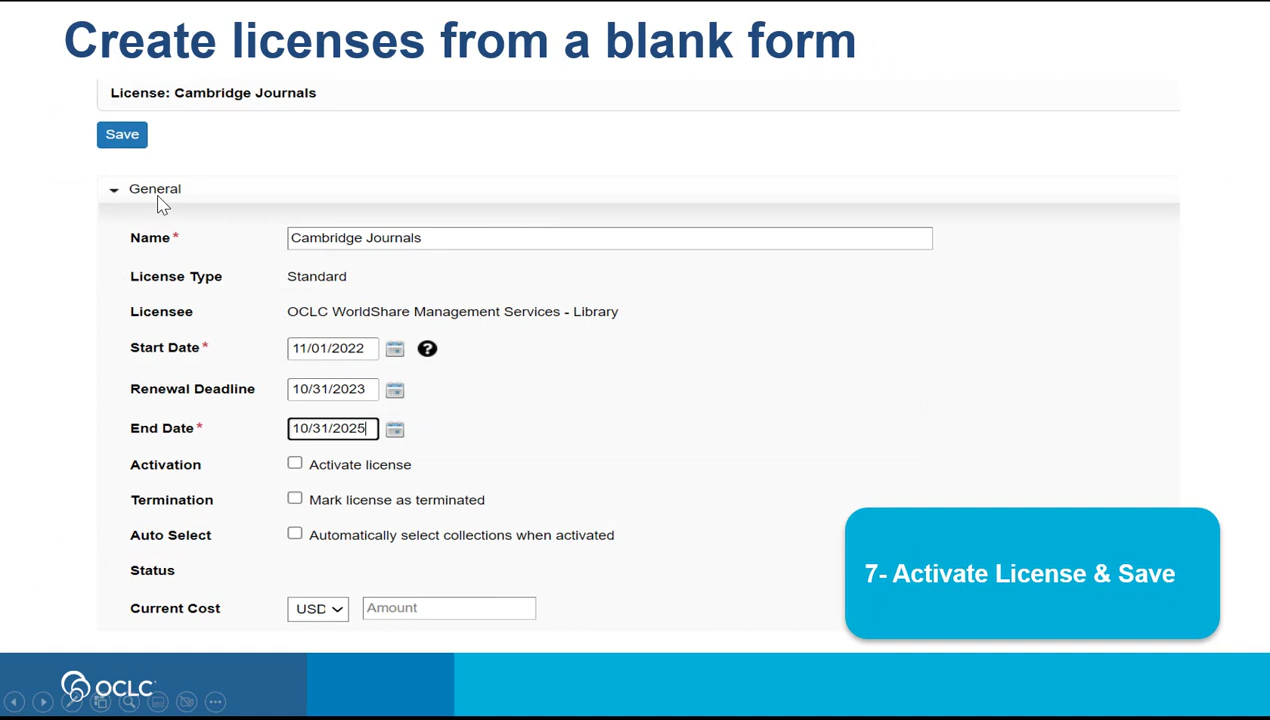 Create licenses from a blank form
License: Cambridge Journals
Save
General
Name* Cambridge Journals
License Type Standard
Licensee OCLC WorldShare Management Services - Library
Start Date* 11/01/2022 ?
Renewal Deadline 10/31/2023
End Date* 10/31/2025
Activation Activate license
Termination Mark license as terminated
Auto Select Automatically select collections when activated
Status
Current Cost USD Amount
7- Activate License & Save
OCLC